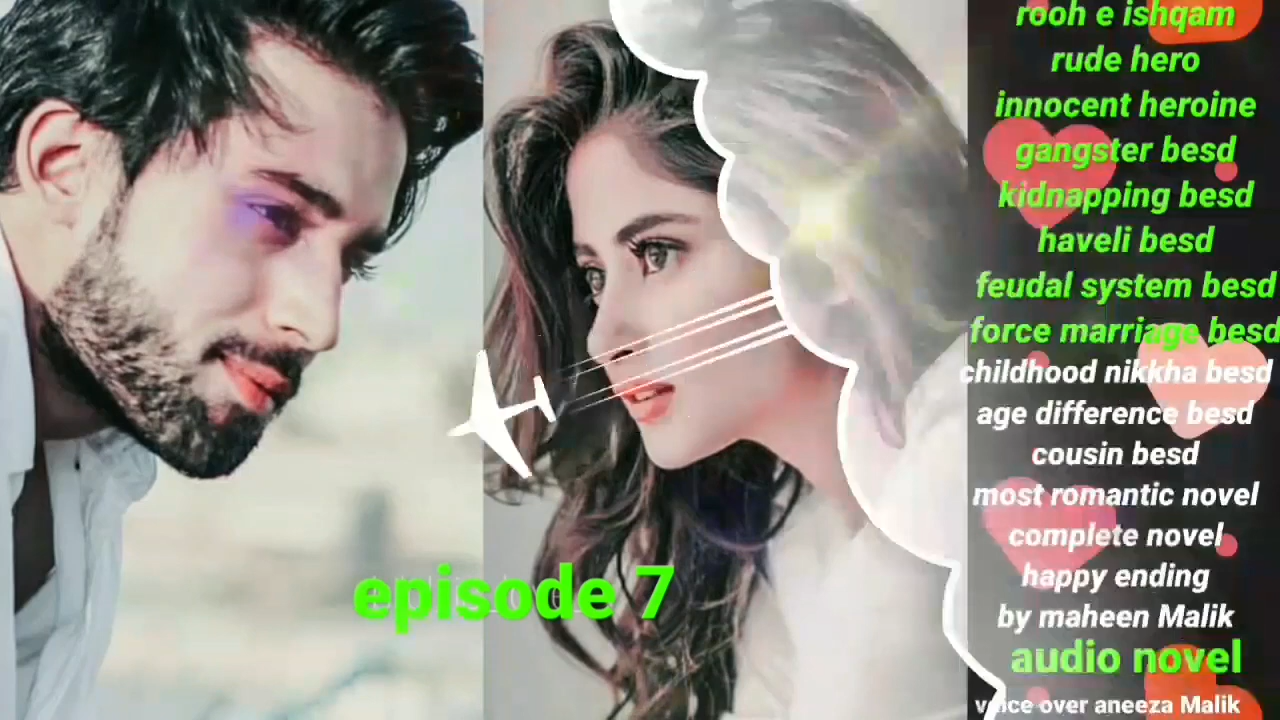 rooh e ishqam
rude hero
innocent heroine
gangster besd
kidnapping besd
haveli besd
feudal system besd
force marriage besd
childhood nikkha besd
age difference besd
cousin besd
most romantic novel
complete novel
happy ending
by maheen Malik
audio novel
voice over aneeza Malik
episode 7